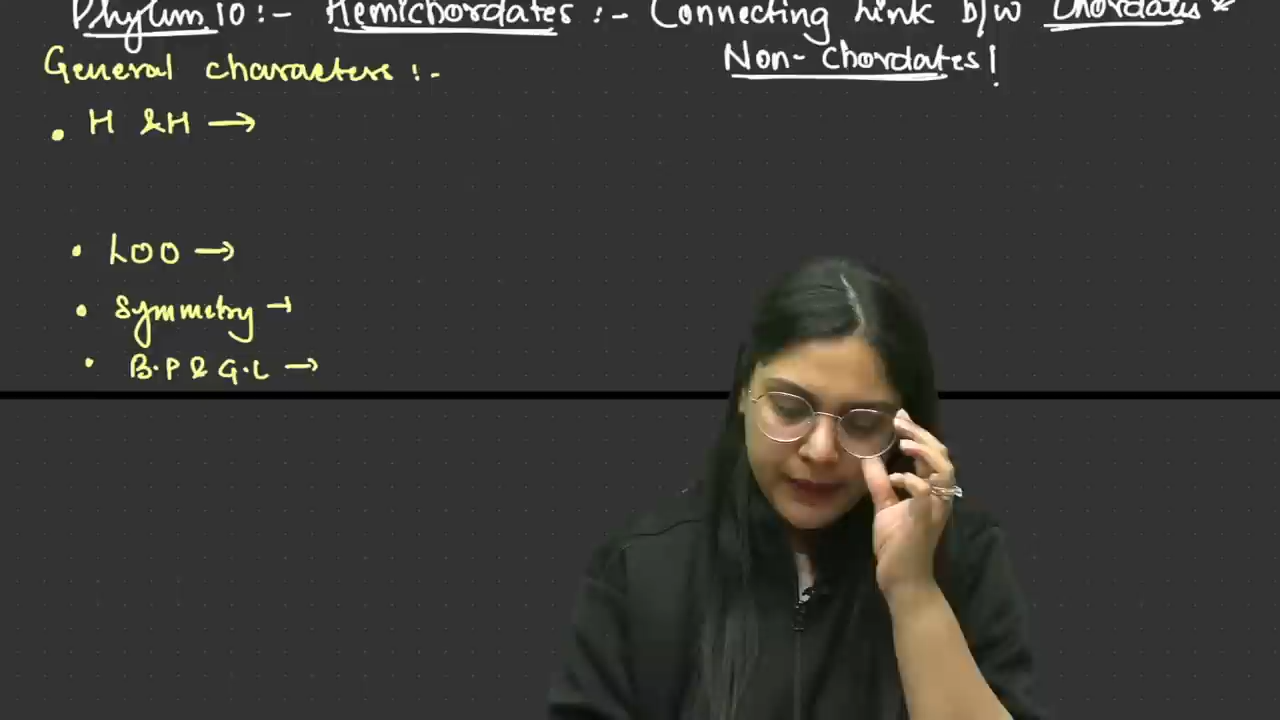 Phylum 10 :- Hemichordates :- Connecting Link b/w Chordates &
Non-Chordates!
General characters :-
• H & H →
• LOO →
• Symmetry →
• B.P & G.L →